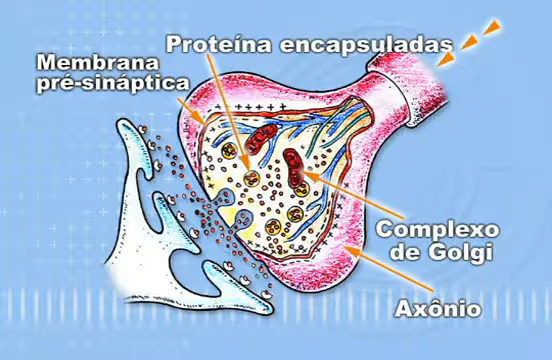 Proteína encapsuladas
Membrana
pré-sináptica
Complexo
de Golgi
Axônio